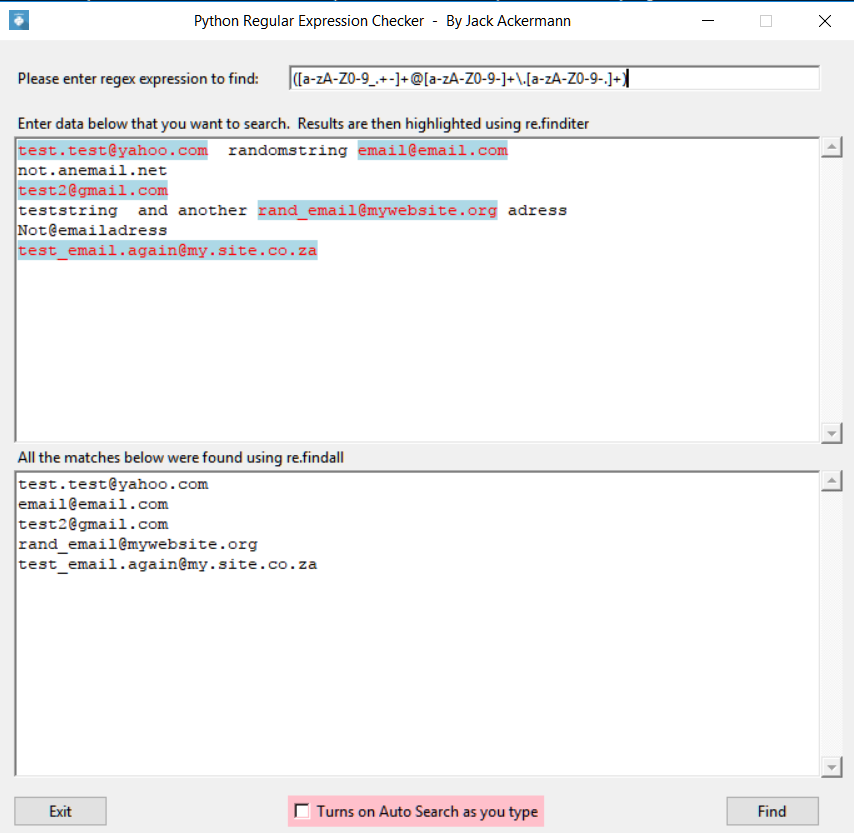 Python Regular Expression Checker - By Jack Ackermann
Please enter regex expression to find: ([a-zA-Z0-9_.+-]+@[a-zA-Z0-9-]+\.[a-zA-Z0-9-.]+)
Enter data below that you want to search. Results are then highlighted using re.finditer
test.test@yahoo.com  randomstring email@email.com
not.anemail.net
test2@gmail.com
teststring  and another rand_email@mywebsite.org adress
Not@emailadress
test_email.again@my.site.co.za
All the matches below were found using re.findall
test.test@yahoo.com
email@email.com
test2@gmail.com
rand_email@mywebsite.org
test_email.again@my.site.co.za
Exit Turns on Auto Search as you type Find